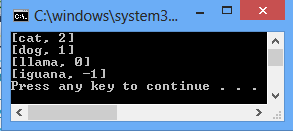 C:\windows\system3...
[cat, 2]
[dog, 1]
[llama, 0]
[iguana, -1]
Press any key to continue . . .